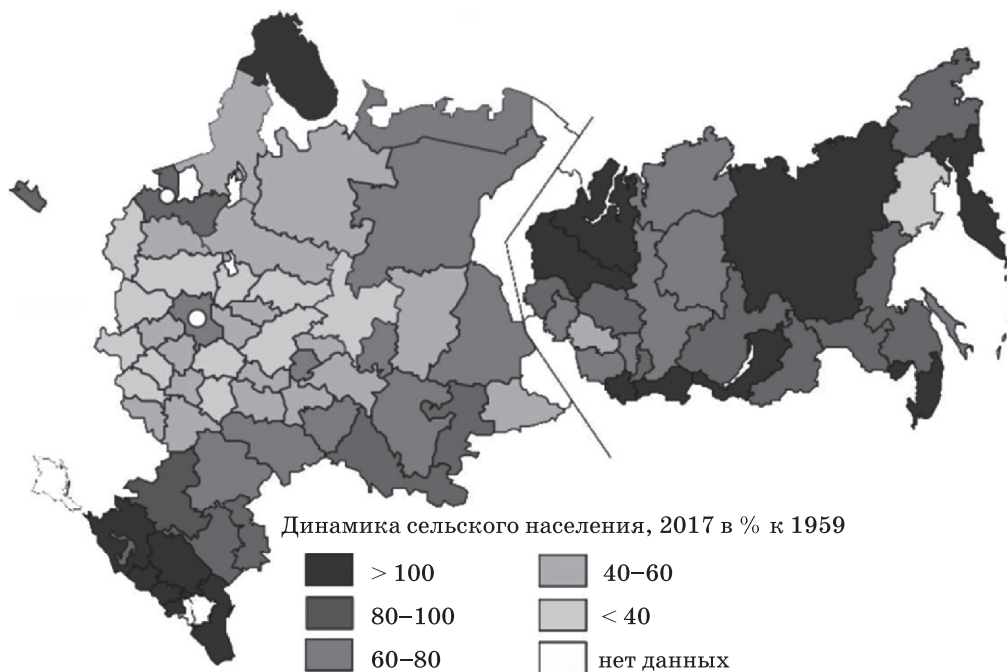 Динамика сельского населения, 2017 в % к 1959
> 100
80–100
60–80
40–60
< 40
нет данных